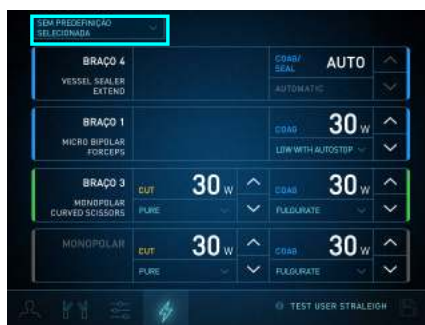 SEM PREDEFINIÇÃO
SELECIONADA
BRAÇO 4
VESSEL SEALER
EXTEND
COAG/
SEAL
AUTO
AUTOMATIC
BRAÇO 1
MICRO BIPOLAR
FORCEPS
COAG
30 W
LOW WITH AUTOSTOP
BRAÇO 3
MONOPOLAR
CURVED SCISSORS
CUT
30 W
PURE
COAG
30 W
FULGURATE
MONOPOLAR
CUT
30 W
PURE
COAG
30 W
FULGURATE
TEST USER STRALEIGH